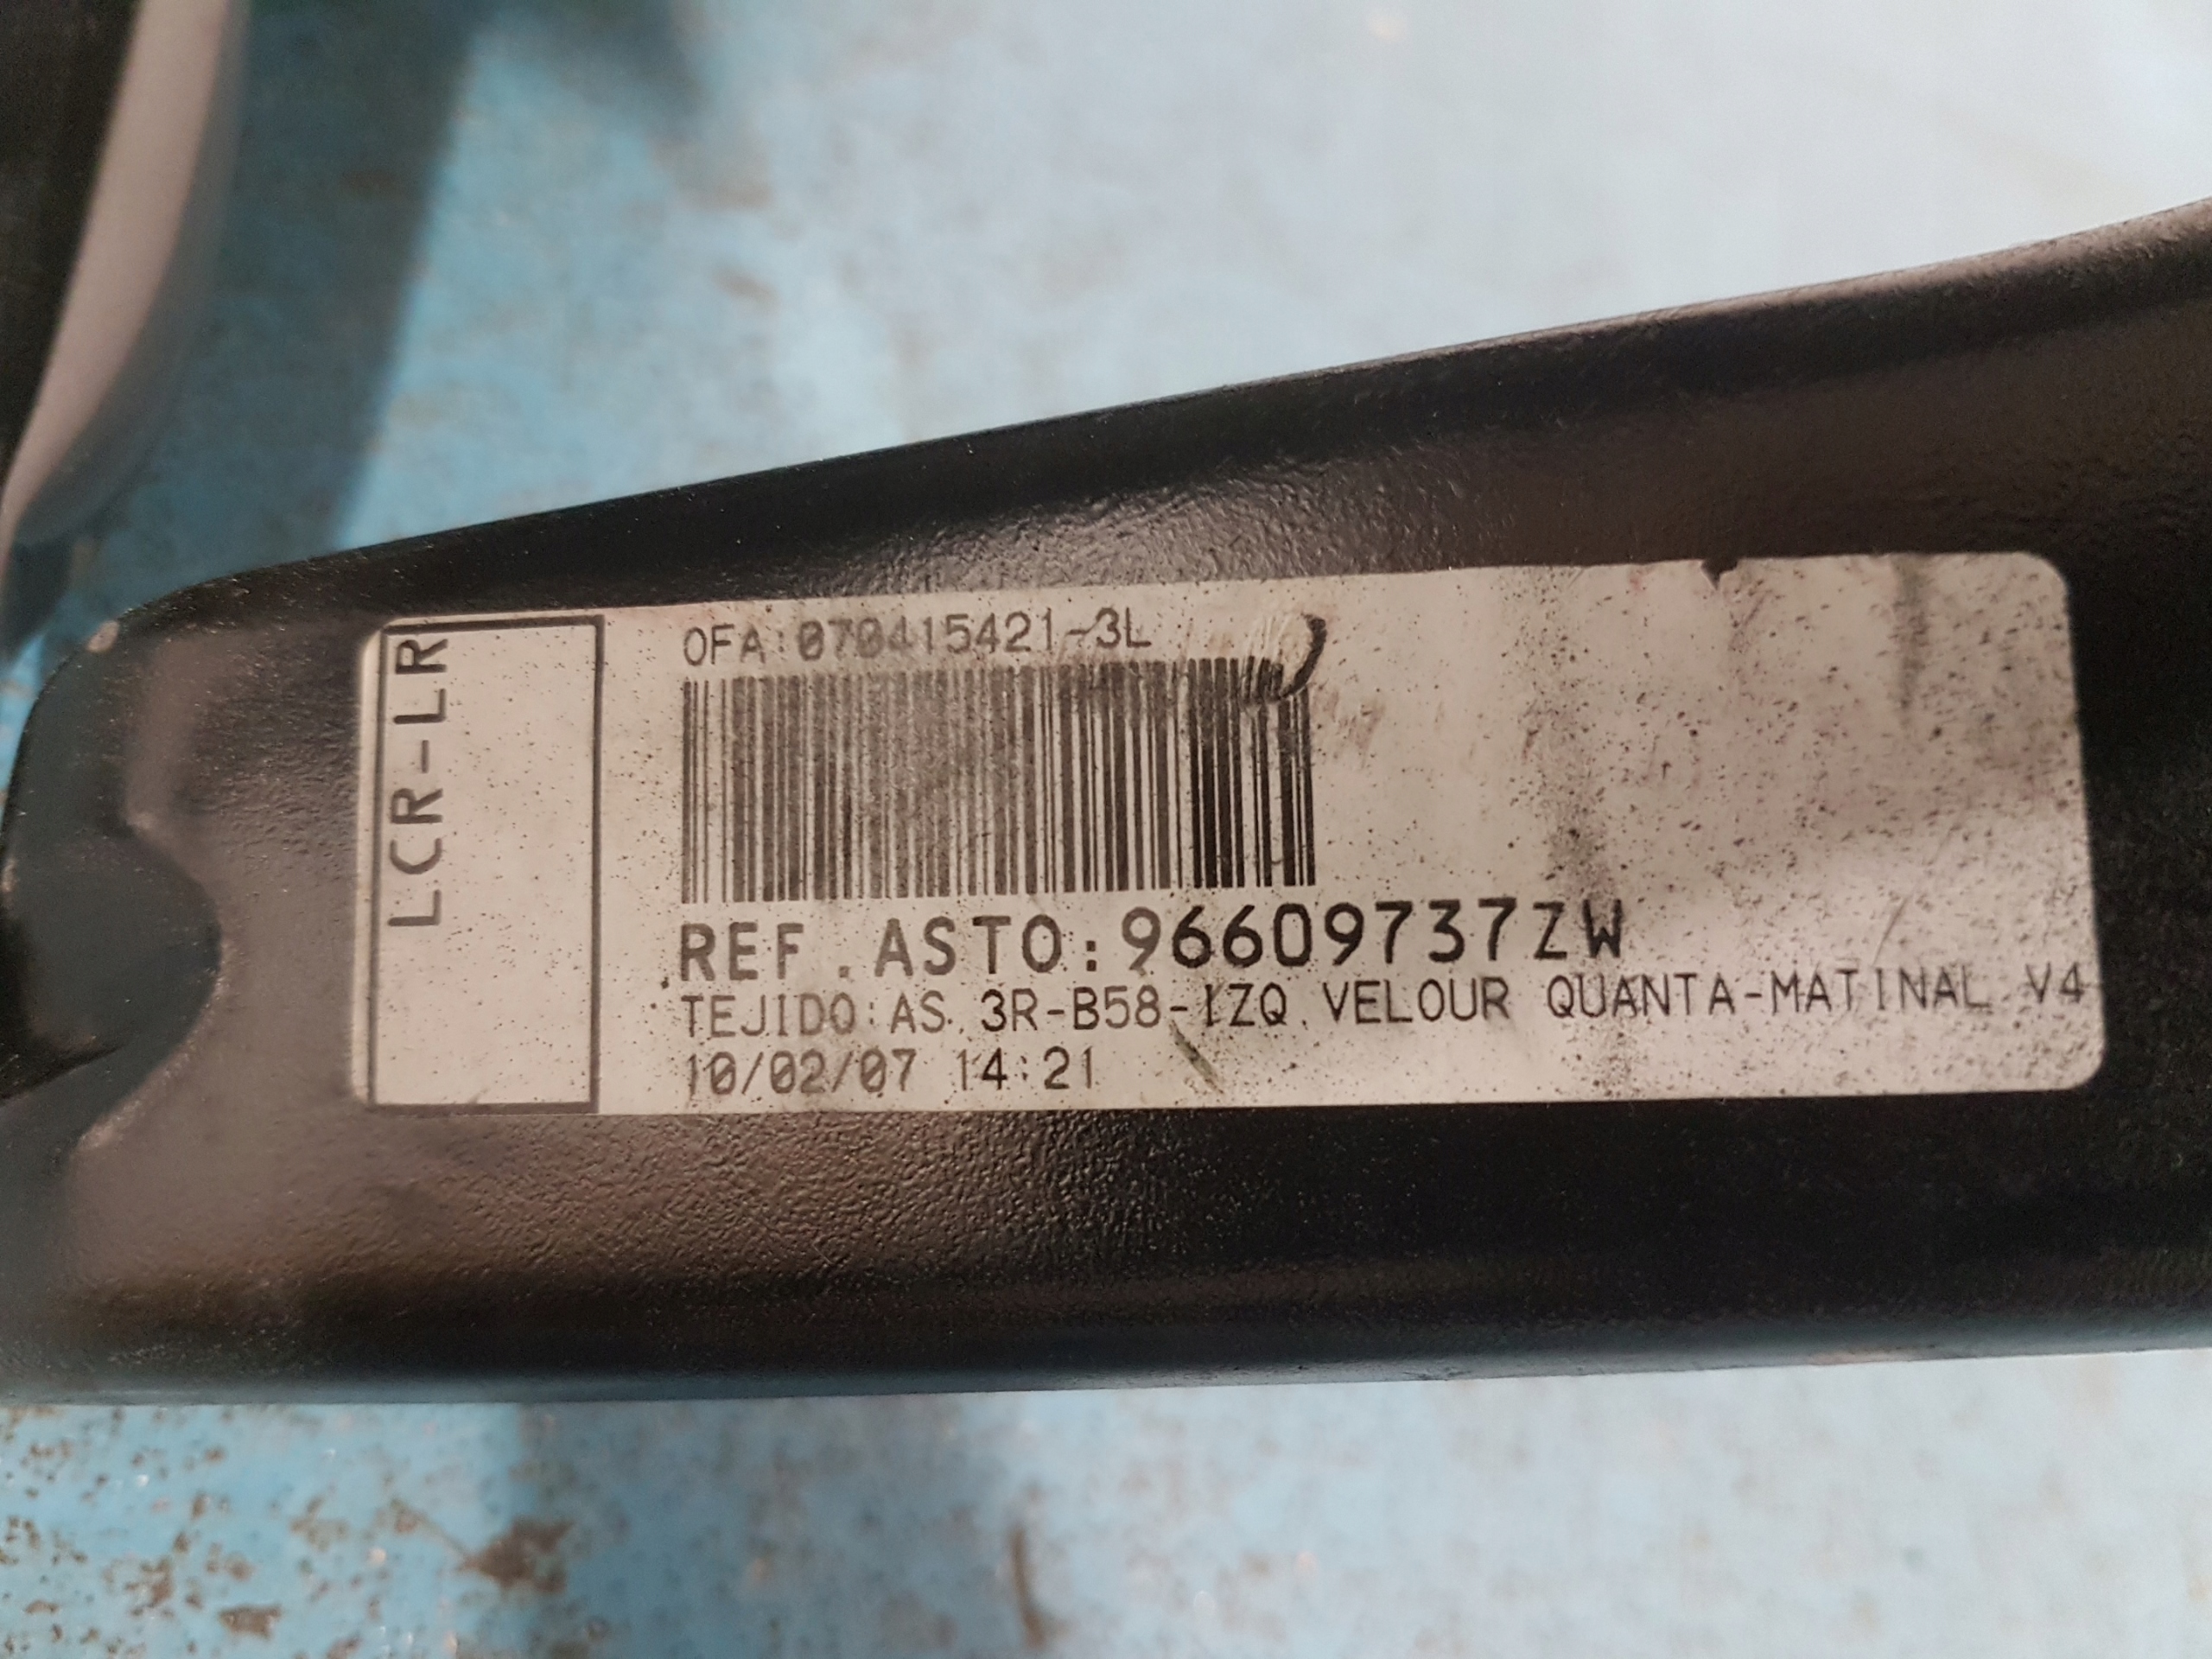 LCR-LR
OFA:070415421-3L
REF.ASTO:96609737ZW
TEJIDO:AS.3R-B58-IZQ.VELOUR QUANTA-MATINAL V4
10/02/07 14:21